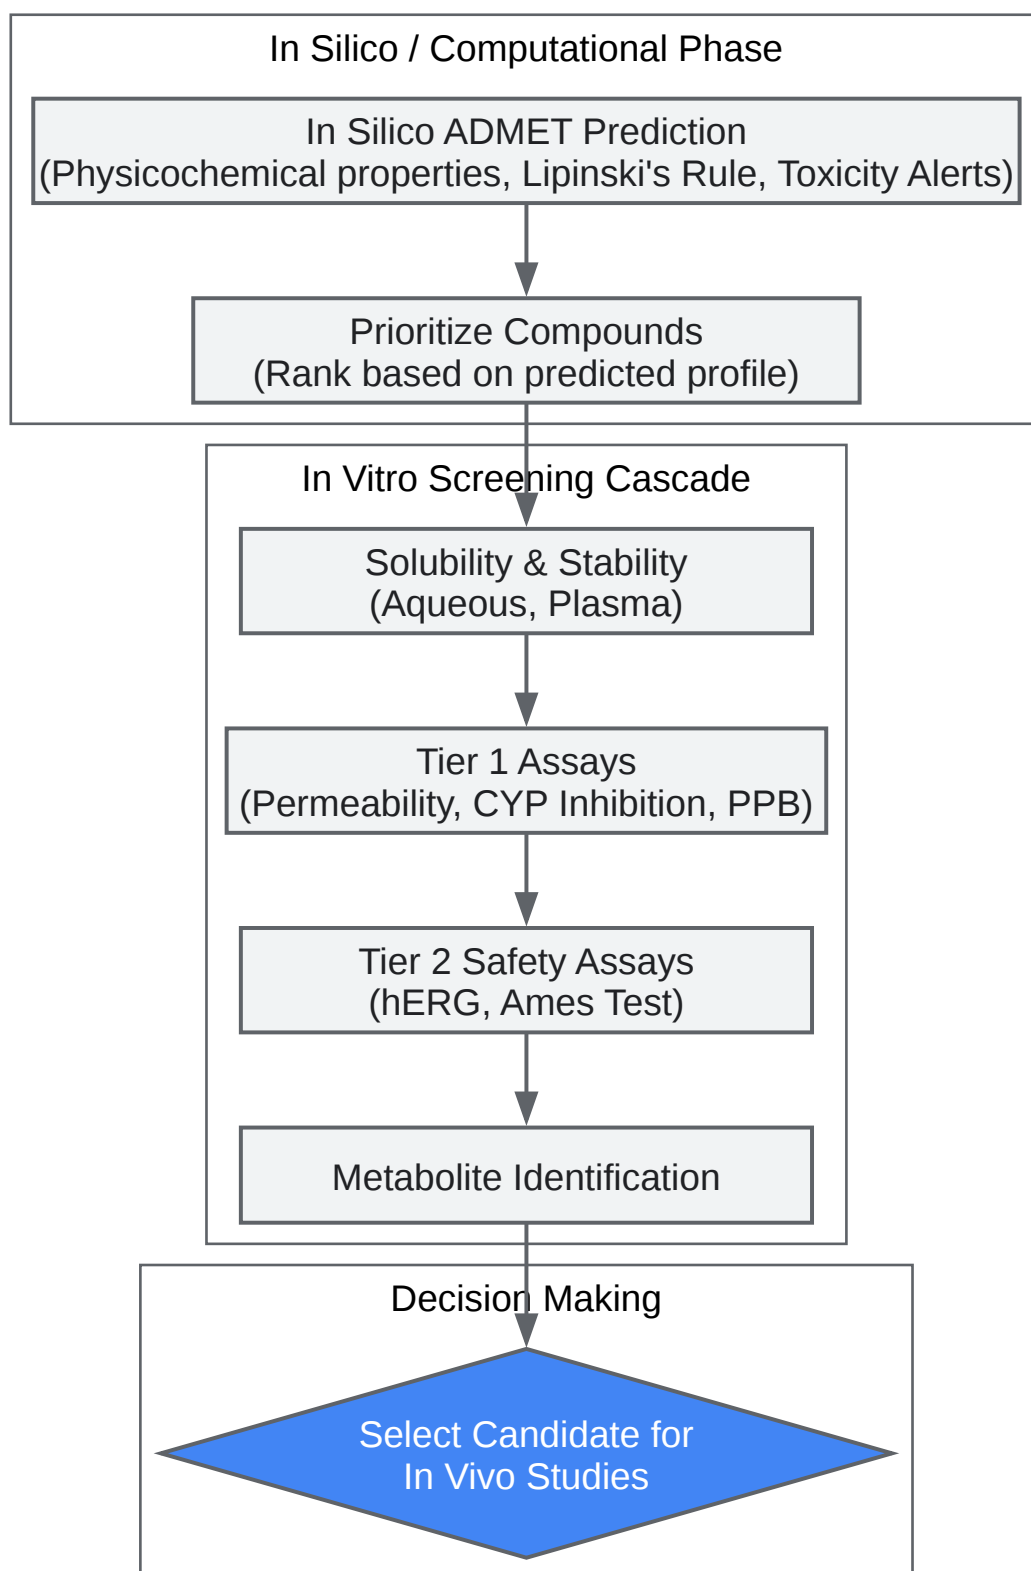 In Silico / Computational Phase
In Silico ADMET Prediction
(Physicochemical properties, Lipinski's Rule, Toxicity Alerts)
Prioritize Compounds
(Rank based on predicted profile)
In Vitro Screening Cascade
Solubility & Stability
(Aqueous, Plasma)
Tier 1 Assays
(Permeability, CYP Inhibition, PPB)
Tier 2 Safety Assays
(hERG, Ames Test)
Metabolite Identification
Decision Making
Select Candidate for
In Vivo Studies